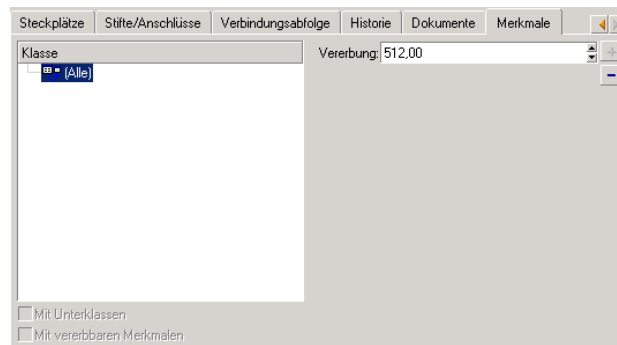 Steckplätze Stifte/Anschlüsse Verbindungsabfolge Historie Dokumente Merkmale
Klasse
Vererbung: 512,00
(Alle)
Mit Unterklassen
Mit vererbbaren Merkmalen